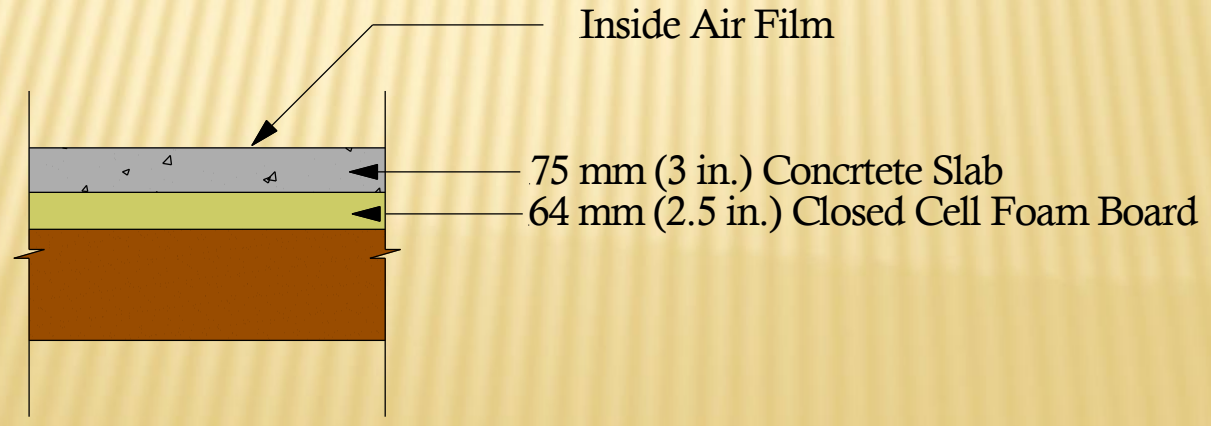 Inside Air Film
75 mm (3 in.) Concrtete Slab
64 mm (2.5 in.) Closed Cell Foam Board